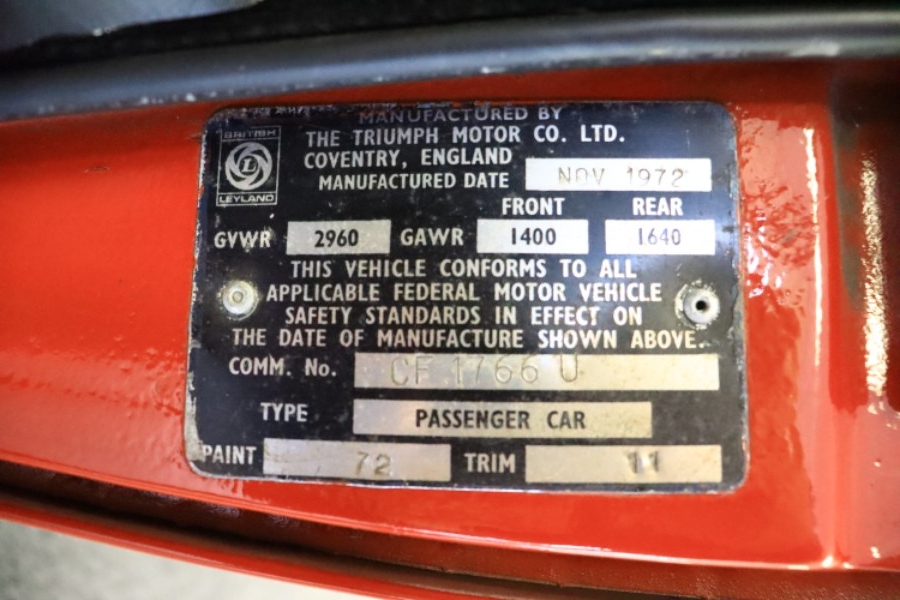 MANUFACTURED BY
BRITISH
L
LEYLAND
THE TRIUMPH MOTOR CO. LTD.
COVENTRY, ENGLAND
MANUFACTURED DATE NOV 1972
FRONT REAR
GVWR 2960 GAWR 1400 1640
THIS VEHICLE CONFORMS TO ALL
APPLICABLE FEDERAL MOTOR VEHICLE
SAFETY STANDARDS IN EFFECT ON
THE DATE OF MANUFACTURE SHOWN ABOVE.
COMM. No. CF 1766 U
TYPE PASSENGER CAR
PAINT 72 TRIM 11